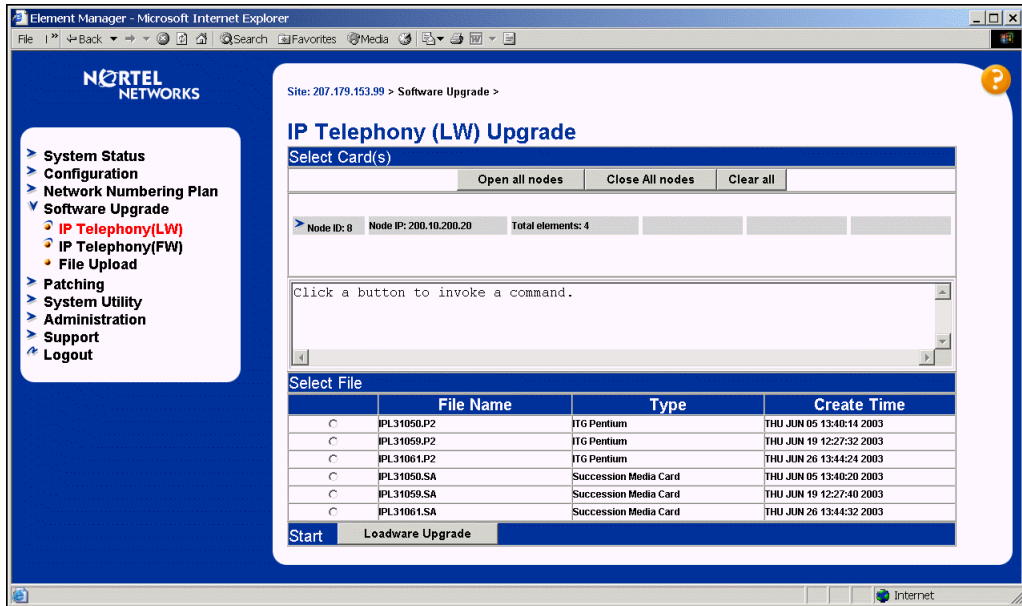 Element Manager - Microsoft Internet Explorer
File
Back Search Favorites Media
NORTEL
NETWORKS
Site: 207.179.153.99 > Software Upgrade >
?
System Status
Configuration
Network Numbering Plan
Software Upgrade
IP Telephony(LW)
IP Telephony(FW)
File Upload
Patching
System Utility
Administration
Support
Logout
IP Telephony (LW) Upgrade
Select Card(s)
Open all nodes Close All nodes Clear all
Node ID: 8 Node IP: 200.10.200.20 Total elements: 4
Click a button to invoke a command.
Select File
File Name Type Create Time
IPL31050.P2 ITG Pentium THU JUN 05 13:40:14 2003
IPL31059.P2 ITG Pentium THU JUN 19 12:27:32 2003
IPL31061.P2 ITG Pentium THU JUN 26 13:44:24 2003
IPL31050.SA Succession Media Card THU JUN 05 13:40:20 2003
IPL31059.SA Succession Media Card THU JUN 19 12:27:40 2003
IPL31061.SA Succession Media Card THU JUN 26 13:44:32 2003
Start Loadware Upgrade
Internet